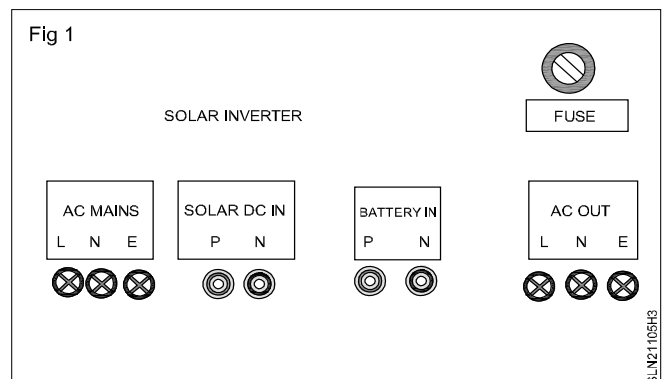 Fig 1
SOLAR INVERTER
FUSE
AC MAINS
L N E
SOLAR DC IN
P N
BATTERY IN
P N
AC OUT
L N E
SLN21105H3